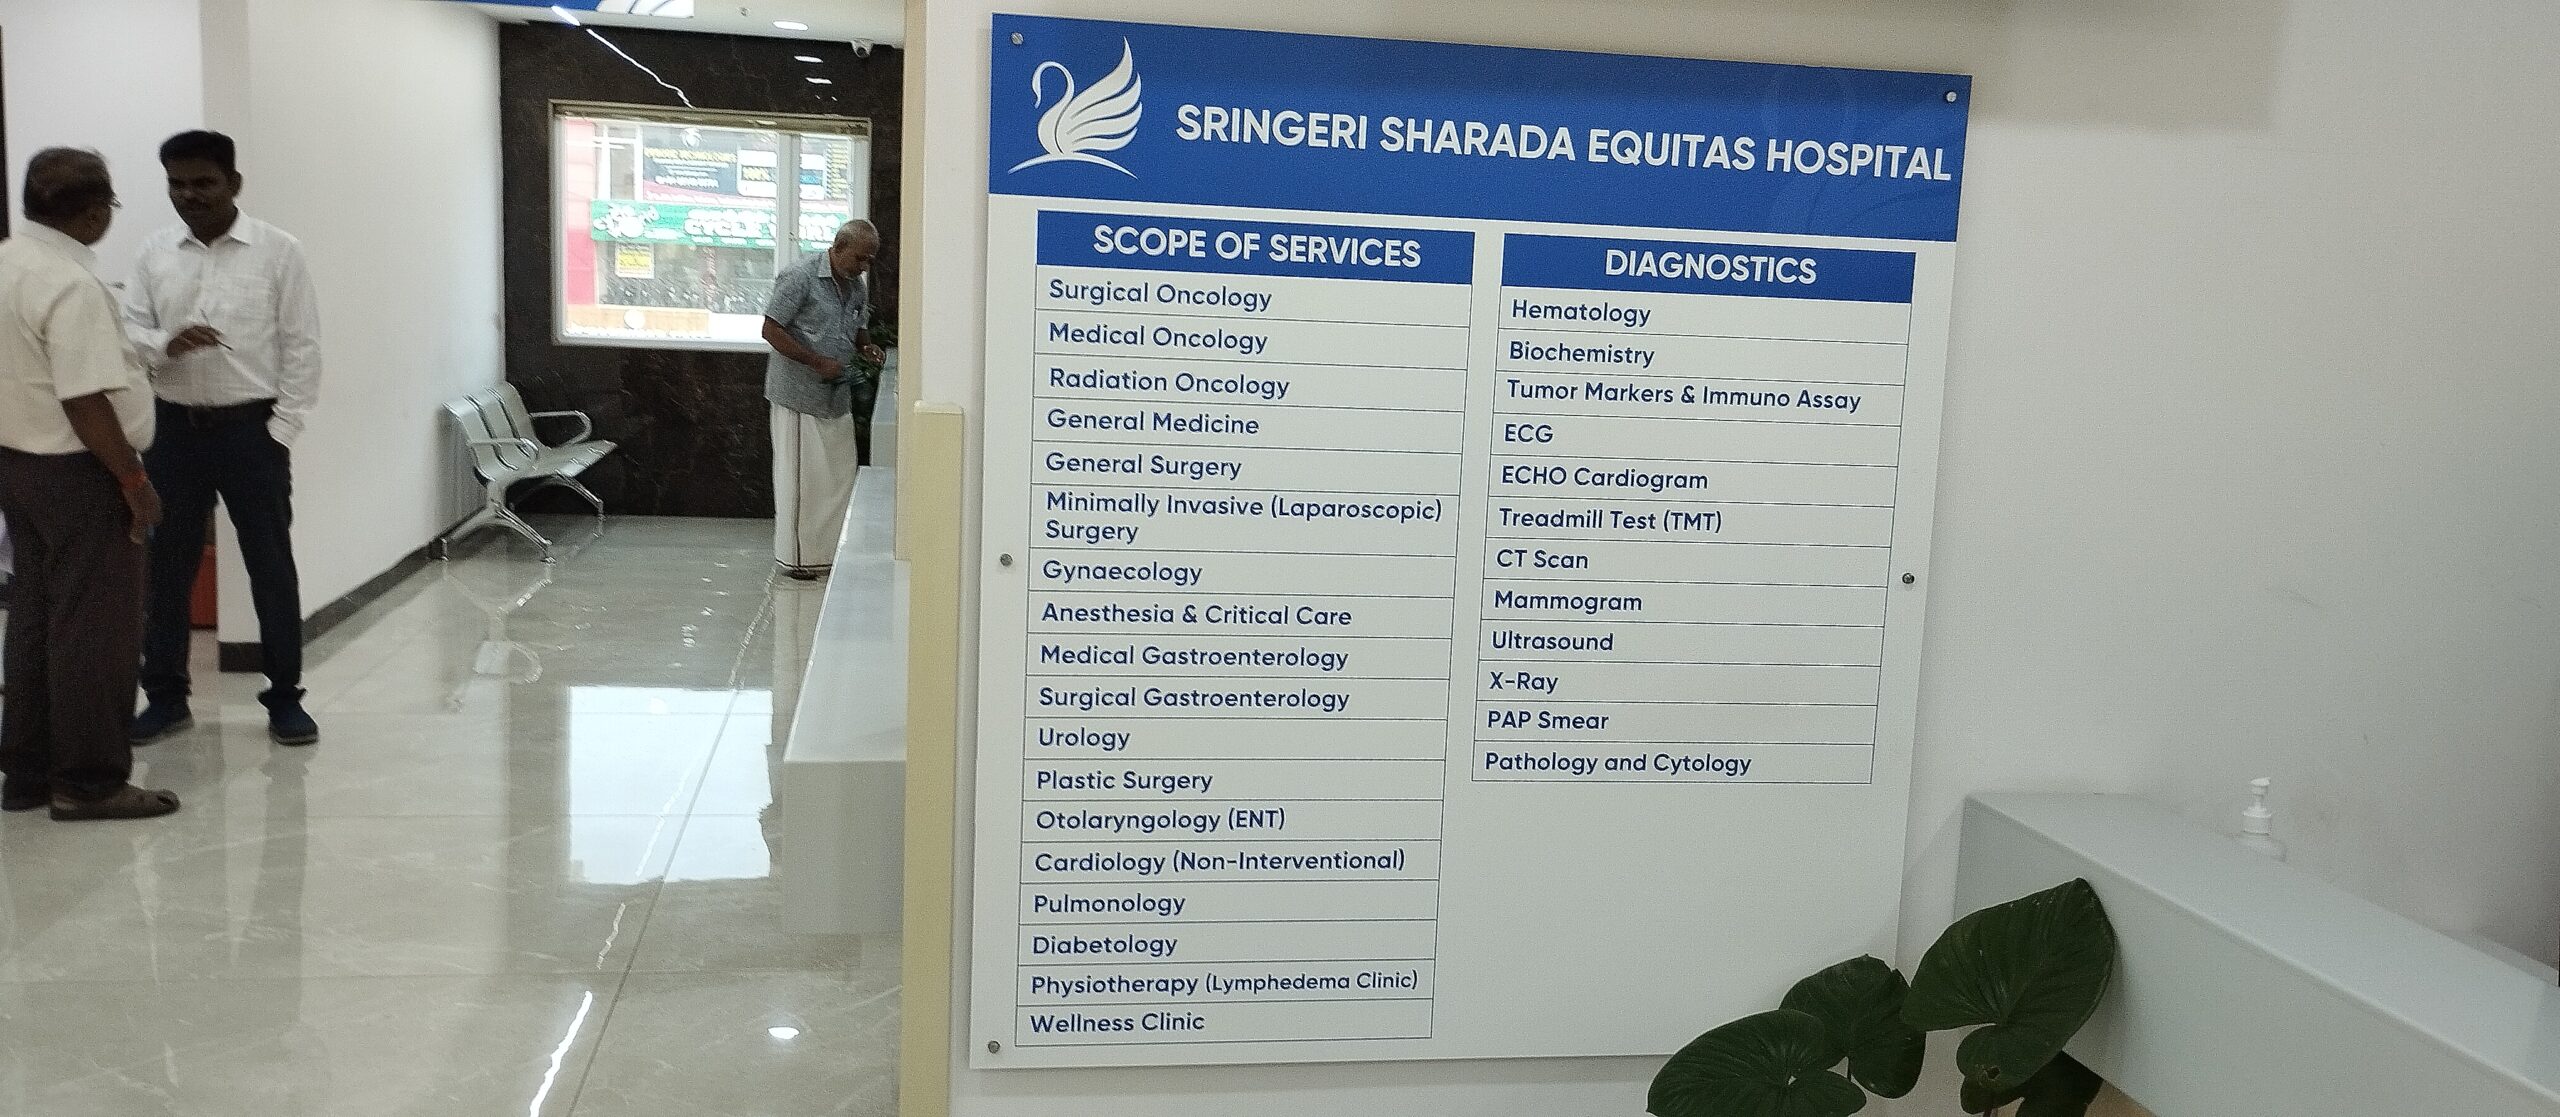 SRINGERI SHARADA EQUITAS HOSPITAL
SCOPE OF SERVICES
Surgical Oncology
Medical Oncology
Radiation Oncology
General Medicine
General Surgery
Minimally Invasive (Laparoscopic)
Surgery
Gynaecology
Anesthesia & Critical Care
Medical Gastroenterology
Surgical Gastroenterology
Urology
Plastic Surgery
Otolaryngology (ENT)
Cardiology (Non-Interventional)
Pulmonology
Diabetology
Physiotherapy (Lymphedema Clinic)
Wellness Clinic
DIAGNOSTICS
Hematology
Biochemistry
Tumor Markers & Immuno Assay
ECG
ECHO Cardiogram
Treadmill Test (TMT)
CT Scan
Mammogram
Ultrasound
X-Ray
PAP Smear
Pathology and Cytology